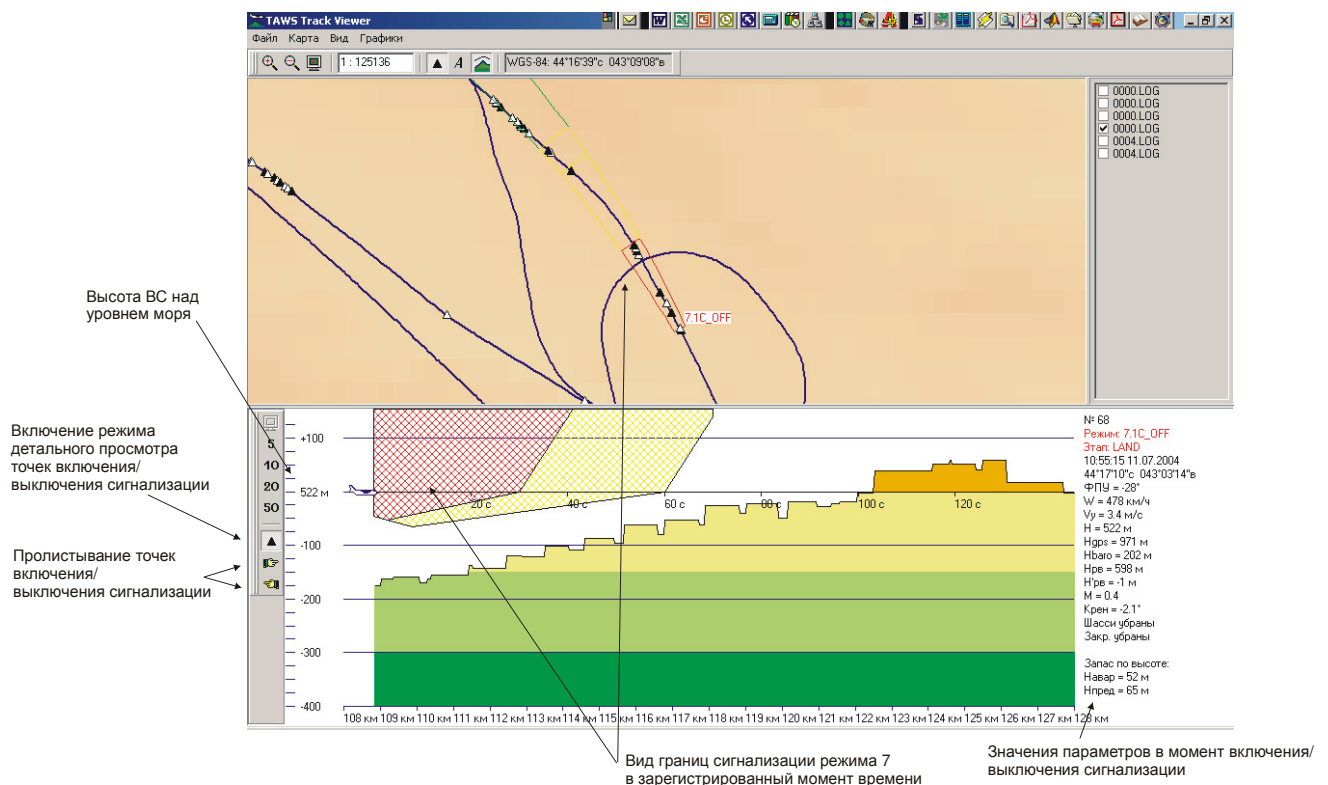 TAWS Track Viewer
Файл Карта Вид Графики
1 : 125136
A
WGS-84: 44°16'39"с 043°09'08"в
0000.LOG
0000.LOG
0000.LOG
0000.LOG
0004.LOG
0004.LOG
7.1C_OFF
Высота ВС над
уровнем моря
Включение режима
детального просмотра
точек включения/
выключения сигнализации
Пролистывание точек
включения/
выключения сигнализации
5
10
20
50
+100
522 м
-100
-200
-300
-400
20 с 40 с 60 с 80 с 100 с 120 с
108 км 109 км 110 км 111 км 112 км 113 км 114 км 115 км 116 км 117 км 118 км 119 км 120 км 121 км 122 км 123 км 124 км 125 км 126 км 127 км 128 км
№ 68
Режим: 7.1C_OFF
Этап: LAND
10:55:15 11.07.2004
44°17'10"с 043°03'14"в
ФПУ = -28°
W = 478 км/ч
Vy = 3.4 м/с
H = 522 м
Hgps = 971 м
Hbaro = 202 м
Hрв = 598 м
H'рв = -1 м
M = 0.4
Крен = -2.1°
Шасси убраны
Закр. убраны
Запас по высоте:
Hавар = 52 м
Hпред = 65 м
Вид границ сигнализации режима 7
в зарегистрированный момент времени
Значения параметров в момент включения/
выключения сигнализации